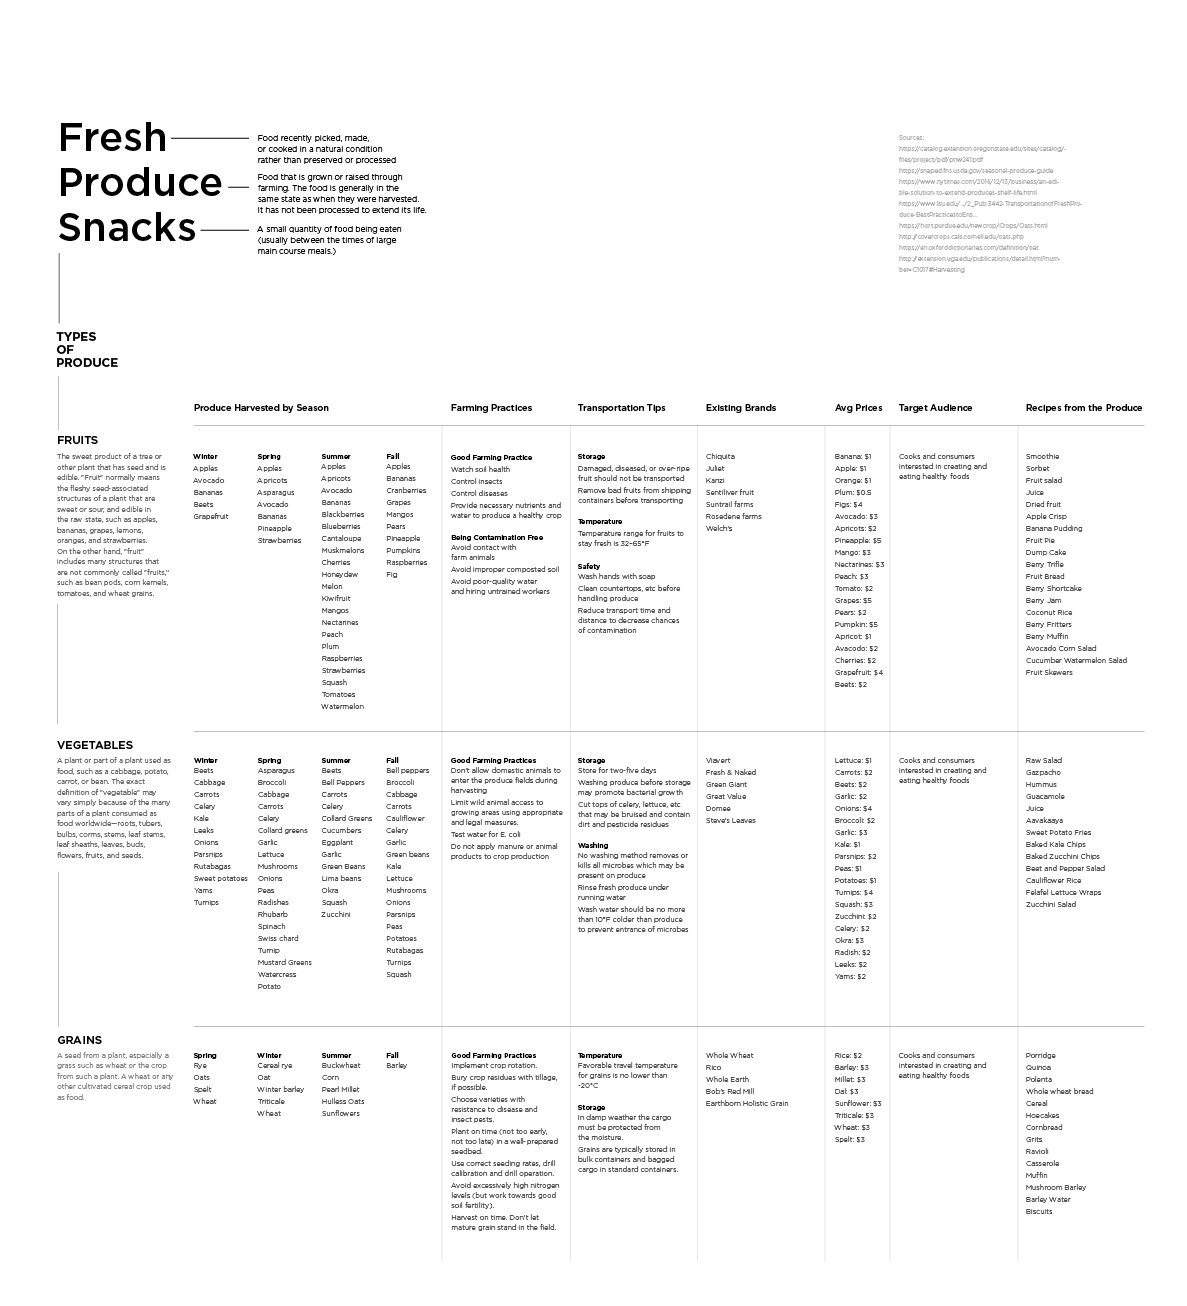 Fresh
Produce
Snacks
Food recently picked, made,
or cooked in a natural condition
rather than preserved or processed
Food that is grown or raised through
farming. The food is generally in the
same state as when they were harvested.
It has not been processed to extend its life.
A small quantity of food being eaten
(usually between the times of large
main course meals.)
Sources:
https://catalog.extension.oregonstate.edu/sites/catalog/-
files/project/pdf/pnw241.pdf
https://snaped.fns.usda.gov/seasonal-produce-guide
https://www.nytimes.com/2016/12/13/business/an-edi-
ble-solution-to-extend-produces-shelf-life.html
https://www.lsu.edu/.../2_Pub.3442-TransportationofFreshPro-
duce-BestPracticestoEns...
https://hort.purdue.edu/newcrop/Crops/Oats.html
http://covercrops.cals.cornell.edu/oats.php
https://en.oxforddictionaries.com/definition/oat
http://extension.uga.edu/publications/detail.html?num-
ber=C1017#Harvesting
TYPES
OF
PRODUCE
Produce Harvested by Season
Farming Practices
Transportation Tips
Existing Brands
Avg Prices
Target Audience
Recipes from the Produce
FRUITS
The sweet product of a tree or
other plant that has seed and is
edible. "Fruit" normally means
the fleshy seed-associated
structures of a plant that are
sweet or sour, and edible in
the raw state, such as apples,
bananas, grapes, lemons,
oranges, and strawberries.
On the other hand, "fruit"
includes many structures that
are not commonly called "fruits,"
such as bean pods, corn kernels,
tomatoes, and wheat grains.
Winter
Apples
Avocado
Bananas
Beets
Grapefruit
Spring
Apples
Apricots
Asparagus
Avocado
Bananas
Pineapple
Strawberries
Summer
Apples
Apricots
Avocado
Bananas
Blackberries
Blueberries
Cantaloupe
Muskmelons
Cherries
Honeydew
Melon
Kiwifruit
Mangos
Nectarines
Peach
Plum
Raspberries
Strawberries
Squash
Tomatoes
Watermelon
Fall
Apples
Bananas
Cranberries
Grapes
Mangos
Pears
Pineapple
Pumpkins
Raspberries
Fig
Good Farming Practice
Watch soil health
Control insects
Control diseases
Provide necessary nutrients and
water to produce a healthy crop
Being Contamination Free
Avoid contact with
farm animals
Avoid improper composted soil
Avoid poor-quality water
and hiring untrained workers
Storage
Damaged, diseased, or over-ripe
fruit should not be transported
Remove bad fruits from shipping
containers before transporting
Temperature
Temperature range for fruits to
stay fresh is 32-65°F
Safety
Wash hands with soap
Clean countertops, etc before
handling produce
Reduce transport time and
distance to decrease chances
of contamination
Chiquita
Juliet
Kanzi
Sentiliver fruit
Suntrail farms
Rosedene farms
Welch's
Banana: $1
Apple: $1
Orange: $1
Plum: $0.5
Figs: $4
Avocado: $3
Apricots: $2
Pineapple: $5
Mango: $3
Nectarines: $3
Peach: $3
Tomato: $2
Grapes: $5
Pears: $2
Pumpkin: $5
Apricot: $1
Avacodo: $2
Cherries: $2
Grapefruit: $4
Beets: $2
Cooks and consumers
interested in creating and
eating healthy foods
Smoothie
Sorbet
Fruit salad
Juice
Dried fruit
Apple Crisp
Banana Pudding
Fruit Pie
Dump Cake
Berry Trifle
Fruit Bread
Berry Shortcake
Berry Jam
Coconut Rice
Berry Fritters
Berry Muffin
Avocado Corn Salad
Cucumber Watermelon Salad
Fruit Skewers
VEGETABLES
A plant or part of a plant used as
food, such as a cabbage, potato,
carrot, or bean. The exact
definition of "vegetable" may
vary simply because of the many
parts of a plant consumed as
food worldwide—roots, tubers,
bulbs, corms, stems, leaf stems,
leaf sheaths, leaves, buds,
flowers, fruits, and seeds.
Winter
Beets
Cabbage
Carrots
Celery
Kale
Leeks
Onions
Parsnips
Rutabagas
Sweet potatoes
Yams
Turnips
Spring
Asparagus
Broccoli
Cabbage
Carrots
Celery
Collard greens
Garlic
Lettuce
Mushrooms
Onions
Peas
Radishes
Rhubarb
Spinach
Swiss chard
Turnip
Mustard Greens
Watercress
Potato
Summer
Beets
Bell Peppers
Carrots
Celery
Collard Greens
Cucumbers
Eggplant
Garlic
Green Beans
Lima beans
Okra
Squash
Zucchini
Fall
Bell peppers
Broccoli
Cabbage
Carrots
Cauliflower
Celery
Garlic
Green beans
Kale
Lettuce
Mushrooms
Onions
Parsnips
Peas
Potatoes
Rutabagas
Turnips
Squash
Good Farming Practices
Don't allow domestic animals to
enter the produce fields during
harvesting
Limit wild animal access to
growing areas using appropriate
and legal measures.
Test water for E. coli
Do not apply manure or animal
products to crop production
Storage
Store for two-five days
Washing produce before storage
may promote bacterial growth
Cut tops of celery, lettuce, etc
that may be bruised and contain
dirt and pesticide residues
Washing
No washing method removes or
kills all microbes which may be
present on produce
Rinse fresh produce under
running water
Wash water should be no more
than 10°F colder than produce
to prevent entrance of microbes
Viavert
Fresh & Naked
Green Giant
Great Value
Domee
Steve's Leaves
Lettuce: $1
Carrots: $2
Beets: $2
Garlic: $2
Onions: $4
Broccoli: $2
Garlic: $3
Kale: $1
Parsnips: $2
Peas: $1
Potatoes: $1
Turnips: $4
Squash: $3
Zucchini: $2
Celery: $2
Okra: $3
Radish: $2
Leeks: $2
Yams: $2
Cooks and consumers
interested in creating and
eating healthy foods
Raw Salad
Gazpacho
Hummus
Guacamole
Juice
Aavakaaya
Sweet Potato Fries
Baked Kale Chips
Baked Zucchini Chips
Beet and Pepper Salad
Cauliflower Rice
Felafel Lettuce Wraps
Zucchini Salad
GRAINS
A seed from a plant, especially a
grass such as wheat or the crop
from such a plant. A wheat or any
other cultivated cereal crop used
as food.
Spring
Rye
Oats
Spelt
Wheat
Winter
Cereal rye
Oat
Winter barley
Triticale
Wheat
Summer
Buckwheat
Corn
Pearl Millet
Hulless Oats
Sunflowers
Fall
Barley
Good Farming Practices
Implement crop rotation.
Bury crop residues with tillage,
if possible.
Choose varieties with
resistance to disease and
insect pests.
Plant on time (not too early,
not too late) in a well-prepared
seedbed.
Use correct seeding rates, drill
calibration and drill operation.
Avoid excessively high nitrogen
levels (but work towards good
soil fertility).
Harvest on time. Don't let
mature grain stand in the field.
Temperature
Favorable travel temperature
for grains is no lower than
-20°C
Storage
In damp weather the cargo
must be protected from
the moisture.
Grains are typically stored in
bulk containers and bagged
cargo in standard containers.
Whole Wheat
Rico
Whole Earth
Bob's Red Mill
Earthborn Holistic Grain
Rice: $2
Barley: $3
Millet: $3
Dal: $3
Sunflower: $3
Triticale: $3
Wheat: $3
Spelt: $3
Cooks and consumers
interested in creating and
eating healthy foods
Porridge
Quinoa
Polenta
Whole wheat bread
Cereal
Hoecakes
Cornbread
Grits
Ravioli
Casserole
Muffin
Mushroom Barley
Barley Water
Biscuits